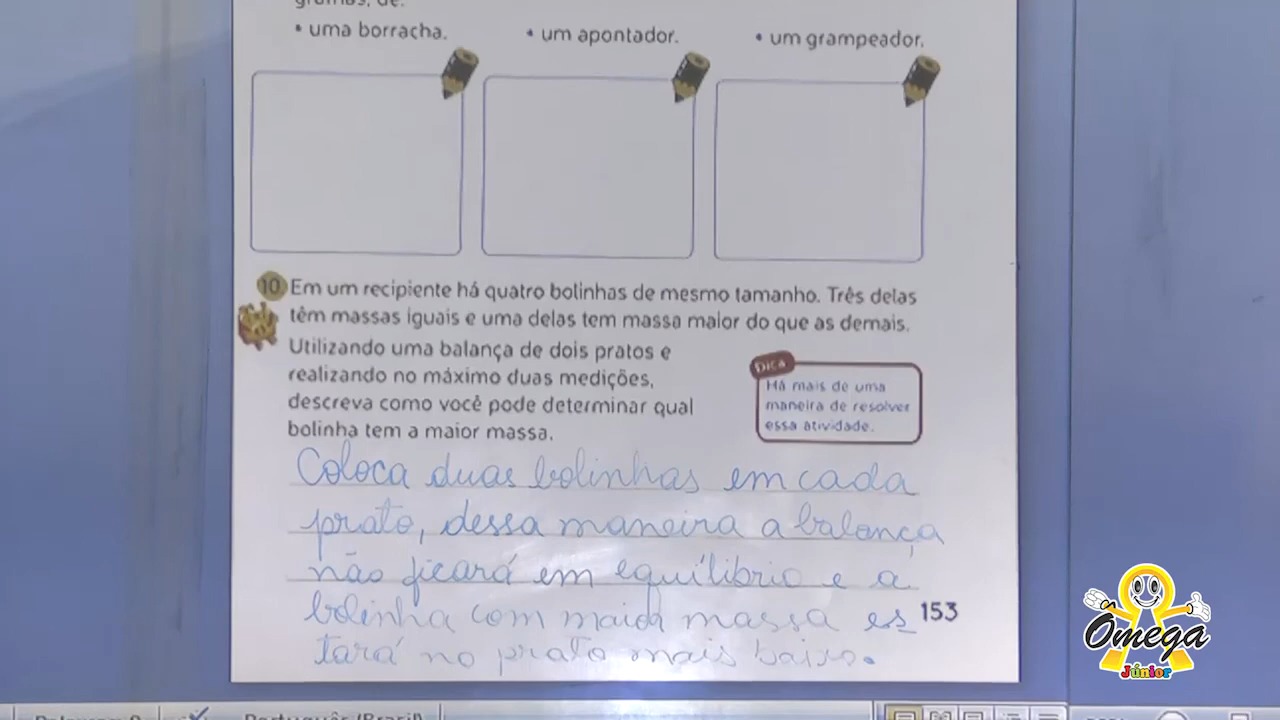 gramas, de:
• uma borracha. • um apontador. • um grampeador.
10 Em um recipiente há quatro bolinhas de mesmo tamanho. Três delas
têm massas iguais e uma delas tem massa maior do que as demais.
Utilizando uma balança de dois pratos e
realizando no máximo duas medições,
descreva como você pode determinar qual
bolinha tem a maior massa.
Dica
Há mais de uma
maneira de resolver
essa atividade.
Coloca duas bolinhas em cada
prato, dessa maneira a balança
não ficará em equilíbrio e a
bolinha com maior massa es
tará no prato mais baixo.
153
Ômega
Júnior
Português (Brasil)